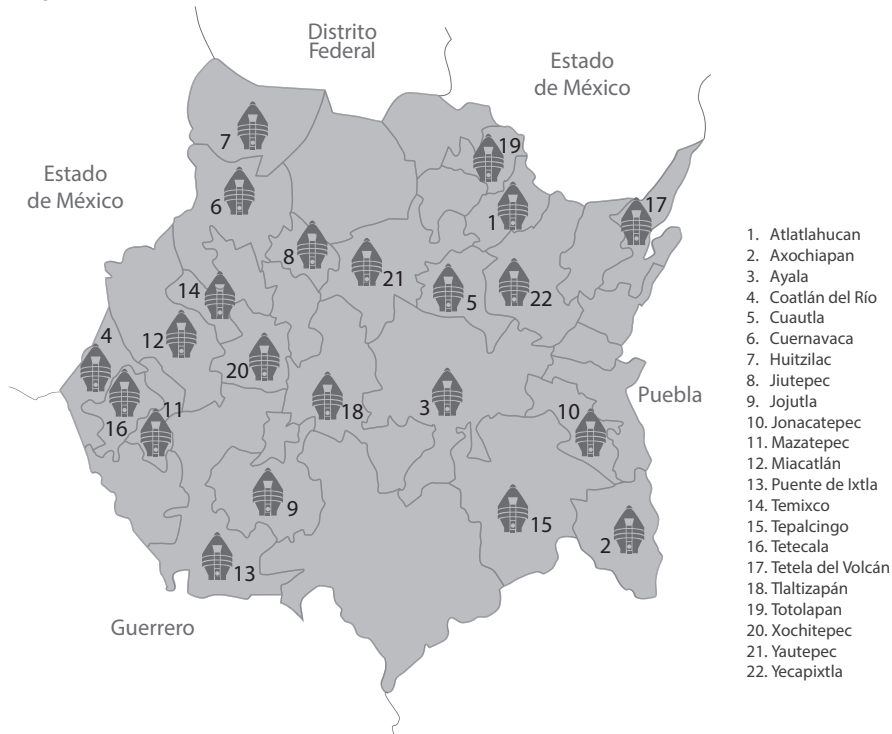 Distrito
Federal
Estado
de México
Estado
de México
7
19
6
17
1
8
21
14
5
22
4
12
20
Puebla
16
11
18
3
10
9
15
2
13
Guerrero
1. Atlatlahucan
2. Axochiapan
3. Ayala
4. Coatlán del Río
5. Cuautla
6. Cuernavaca
7. Huitzilac
8. Jiutepec
9. Jojutla
10. Jonacatepec
11. Mazatepec
12. Miacatlán
13. Puente de Ixtla
14. Temixco
15. Tepalcingo
16. Tetecala
17. Tetela del Volcán
18. Tlaltizapán
19. Totolapan
20. Xochitepec
21. Yautepec
22. Yecapixtla